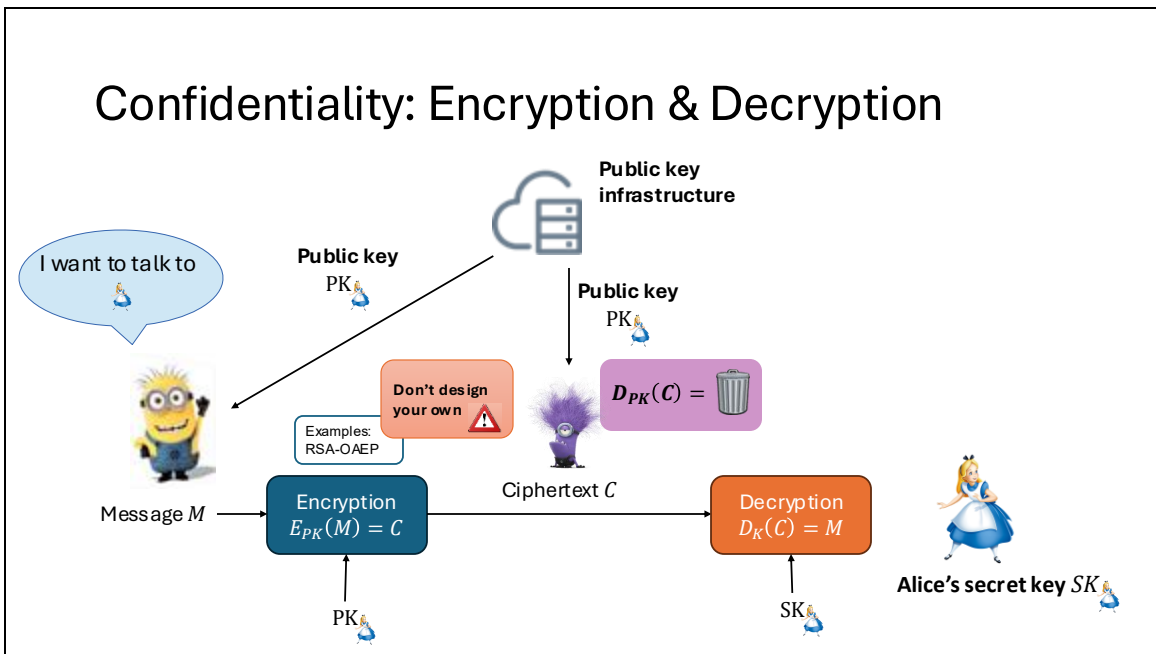 Confidentiality: Encryption & Decryption
Public key
infrastructure
I want to talk to
Public key
PK
Public key
PK
Don't design
your own
Examples:
RSA-OAEP
D_PK(C) =
Message M
Encryption
E_PK(M) = C
Ciphertext C
Decryption
D_K(C) = M
Alice's secret key SK
PK
SK